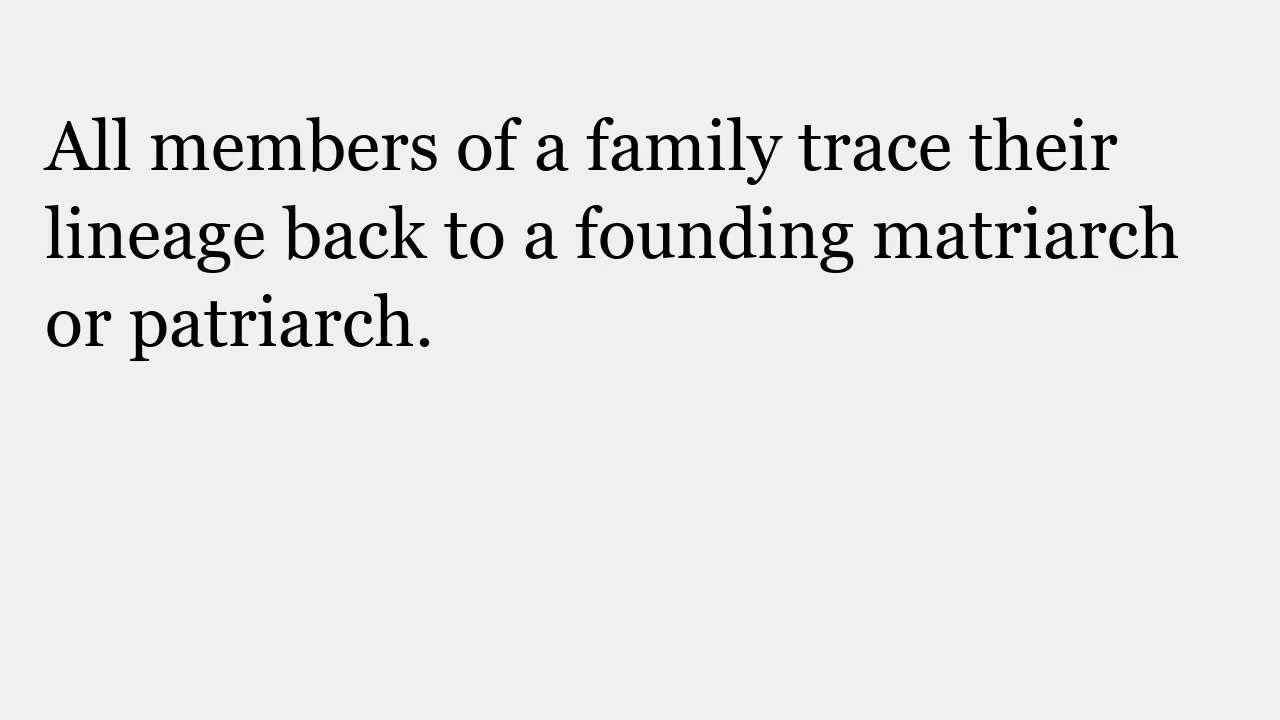 All members of a family trace their
lineage back to a founding matriarch
or patriarch.